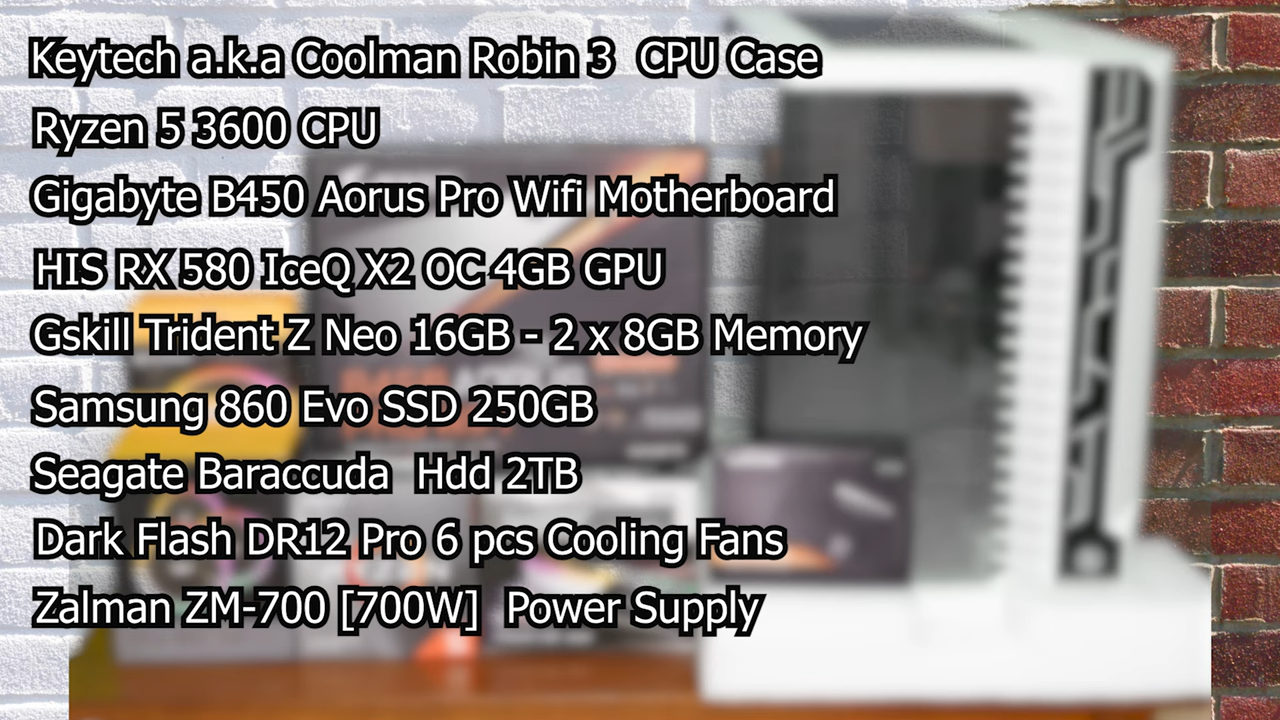 Keytech a.k.a Coolman Robin 3 CPU Case
Ryzen 5 3600 CPU
Gigabyte B450 Aorus Pro Wifi Motherboard
HIS RX 580 IceQ X2 OC 4GB GPU
Gskill Trident Z Neo 16GB - 2 x 8GB Memory
Samsung 860 Evo SSD 250GB
Seagate Baraccuda Hdd 2TB
Dark Flash DR12 Pro 6 pcs Cooling Fans
Zalman ZM-700 [700W] Power Supply